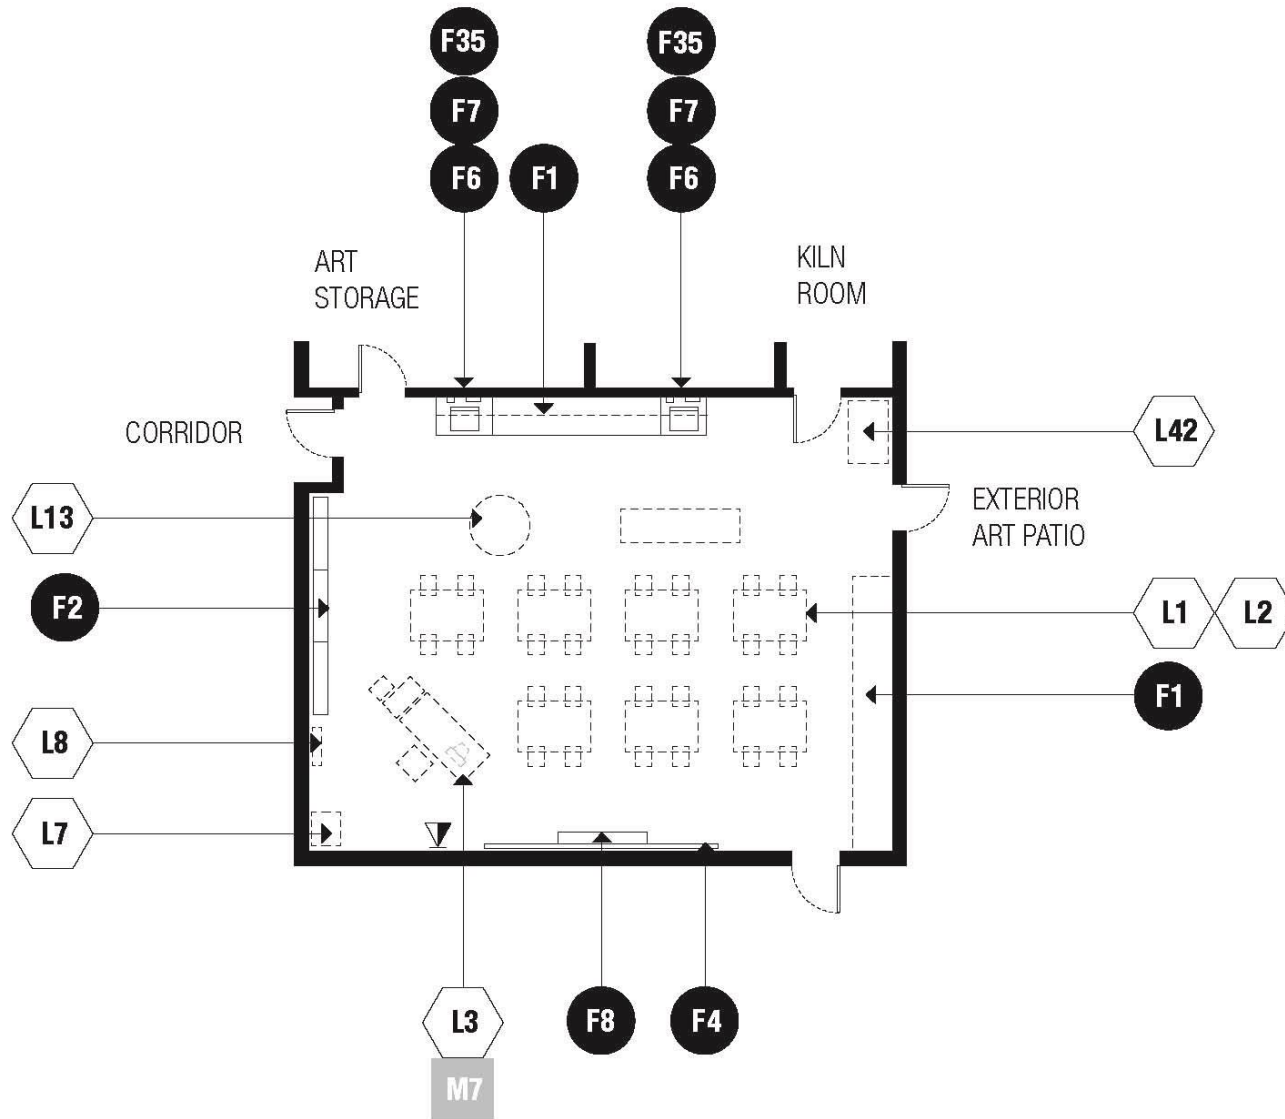 F35
F35
F7
F7
F6
F1
F6
ART
STORAGE
KILN
ROOM
CORRIDOR
L42
L13
EXTERIOR
ART PATIO
F2
L1
L2
F1
L8
L7
L3
F8
F4
M7